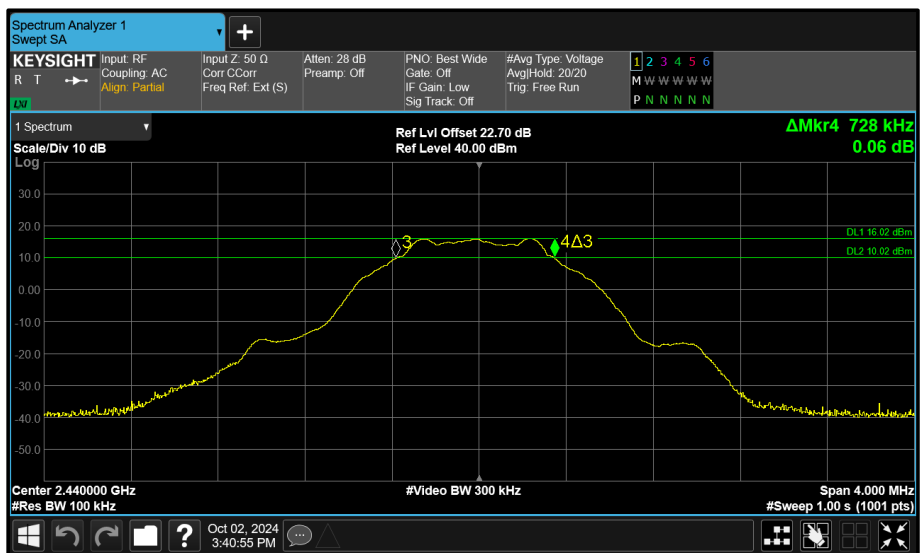 Spectrum Analyzer 1
Swept SA
+
KEYSIGHT
R T
LXI
Input: RF
Coupling: AC
Align: Partial
Input Z: 50 Ω
Corr CCorr
Freq Ref: Ext (S)
Atten: 28 dB
Preamp: Off
PNO: Best Wide
Gate: Off
IF Gain: Low
Sig Track: Off
#Avg Type: Voltage
Avg|Hold: 20/20
Trig: Free Run
1 2 3 4 5 6
M W W W W W
P N N N N N
1 Spectrum
Scale/Div 10 dB
Ref Lvl Offset 22.70 dB
Ref Level 40.00 dBm
ΔMkr4 728 kHz
0.06 dB
Log
30.0
20.0
10.0
0.00
-10.0
-20.0
-30.0
-40.0
-50.0
3
4Δ3
DL1 16.02 dBm
DL2 10.02 dBm
Center 2.440000 GHz
#Res BW 100 kHz
#Video BW 300 kHz
Span 4.000 MHz
#Sweep 1.00 s (1001 pts)
?
Oct 02, 2024
3:40:55 PM